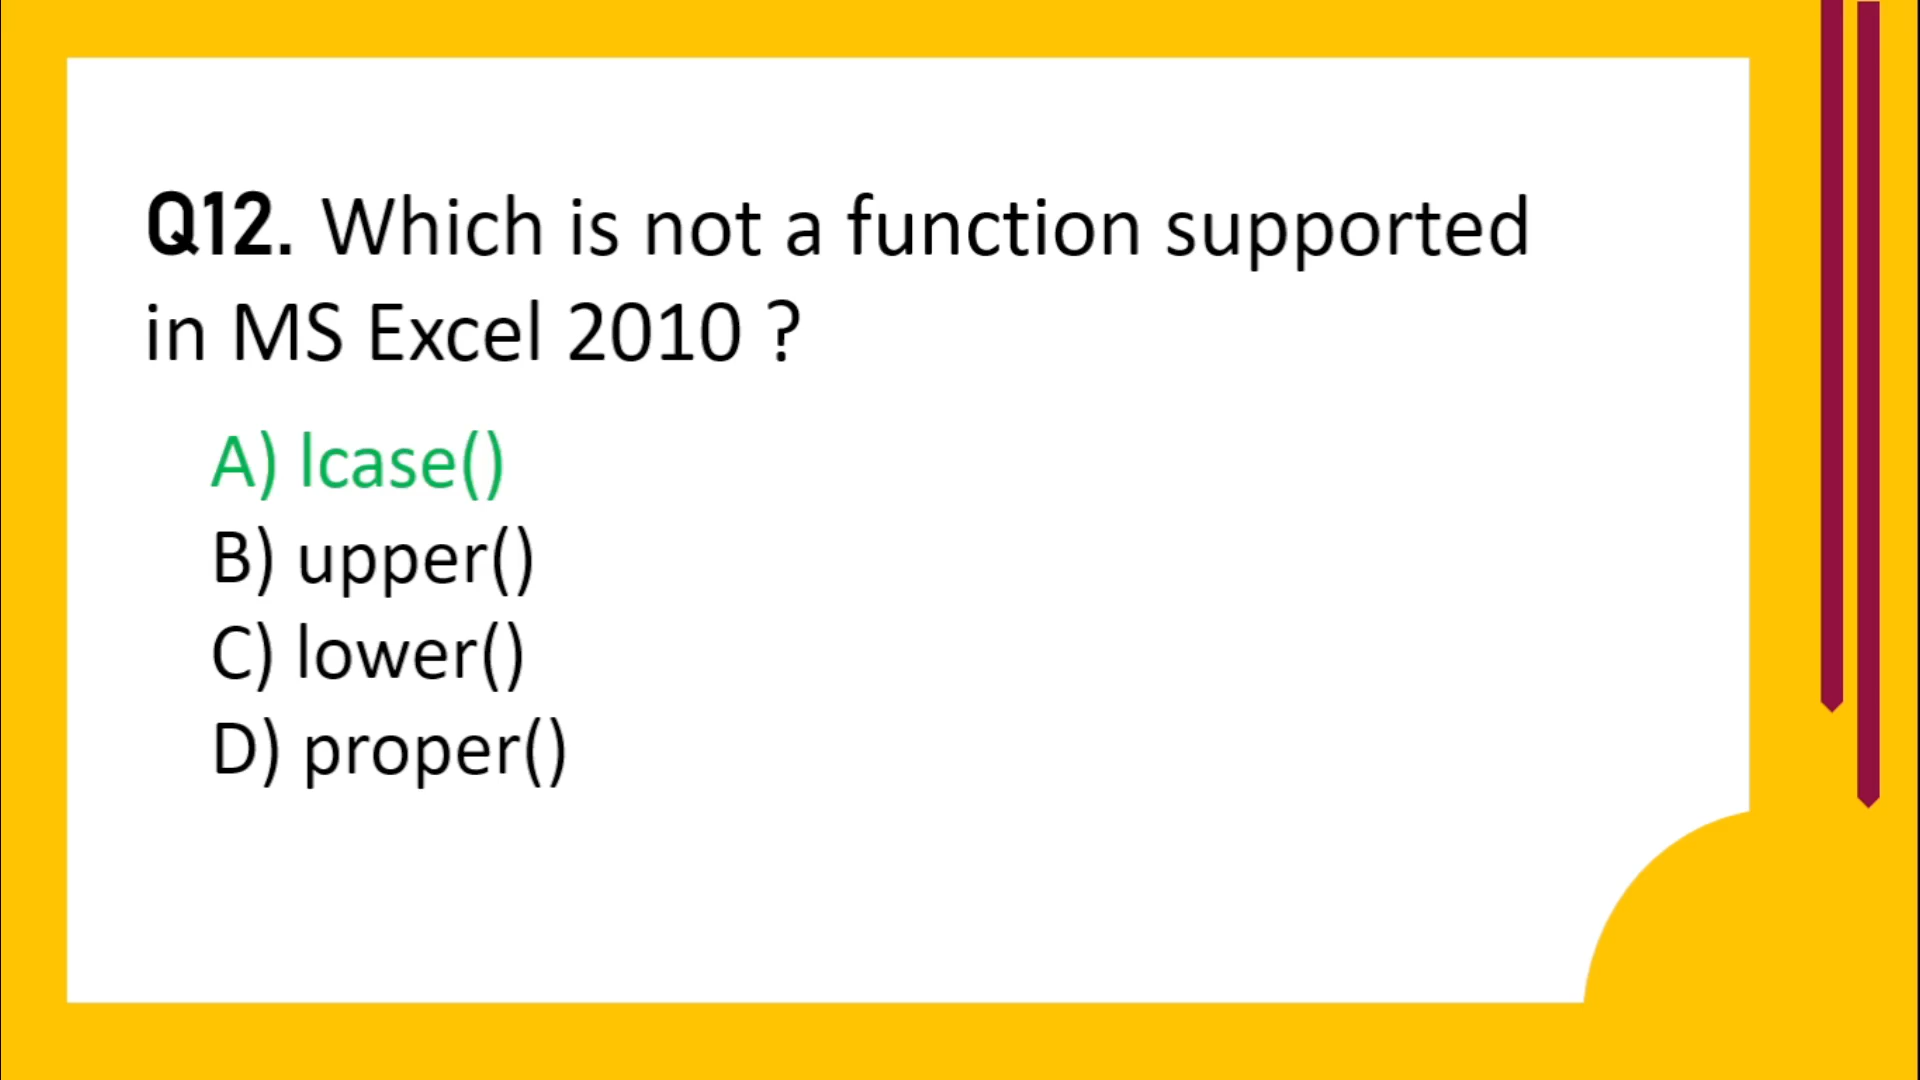 Q12. Which is not a function supported
in MS Excel 2010 ?
A) lcase()
B) upper()
C) lower()
D) proper()